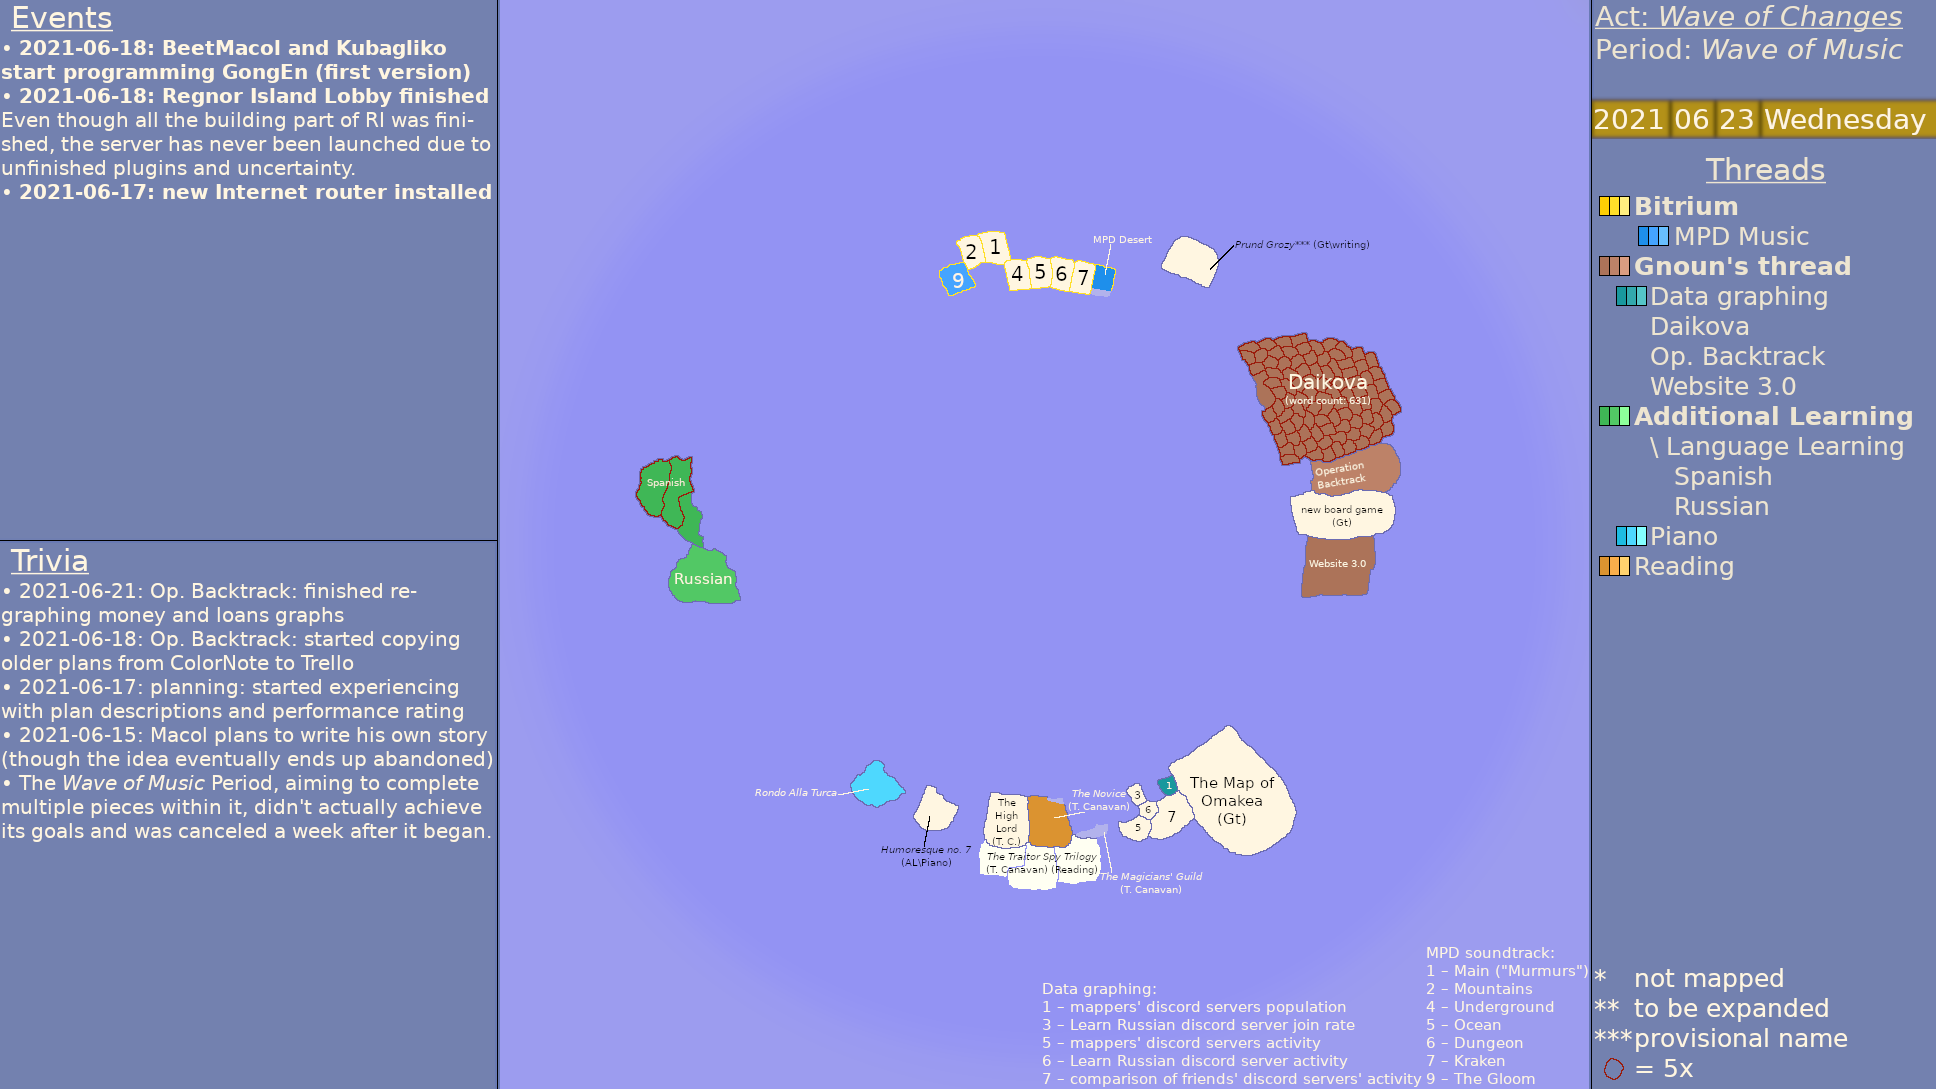 Events
• 2021-06-18: BeetMacol and Kubagliko
start programming GongEn (first version)
• 2021-06-18: Regnor Island Lobby finished
Even though all the building part of RI was fini-
shed, the server has never been launched due to
unfinished plugins and uncertainty.
• 2021-06-17: new Internet router installed
Trivia
• 2021-06-21: Op. Backtrack: finished re-
graphing money and loans graphs
• 2021-06-18: Op. Backtrack: started copying
older plans from ColorNote to Trello
• 2021-06-17: planning: started experiencing
with plan descriptions and performance rating
• 2021-06-15: Macol plans to write his own story
(though the idea eventually ends up abandoned)
• The Wave of Music Period, aiming to complete
multiple pieces within it, didn't actually achieve
its goals and was canceled a week after it began.
2
1
9
4
5
6
7
MPD Desert
Prund Grozy*** (Gt\writing)
Daikova
(word count: 631)
Operation
Backtrack
new board game
(Gt)
Website 3.0
Spanish
Russian
Rondo Alla Turca
Humoresque no. 7
(AL\Piano)
The
High
Lord
(T. C.)
The Novice
(T. Canavan)
The Traitor Spy Trilogy
(T. Canavan) (Reading)
The Magicians' Guild
(T. Canavan)
3
6
5
7
1
The Map of
Omakea
(Gt)
Data graphing:
1 – mappers' discord servers population
3 – Learn Russian discord server join rate
5 – mappers' discord servers activity
6 – Learn Russian discord server activity
7 – comparison of friends' discord servers' activity
MPD soundtrack:
1 – Main ("Murmurs")
2 – Mountains
4 – Underground
5 – Ocean
6 – Dungeon
7 – Kraken
9 – The Gloom
Act: Wave of Changes
Period: Wave of Music
2021 06 23 Wednesday
Threads
Bitrium
MPD Music
Gnoun's thread
Data graphing
Daikova
Op. Backtrack
Website 3.0
Additional Learning
\ Language Learning
Spanish
Russian
Piano
Reading
* not mapped
** to be expanded
*** provisional name
= 5x